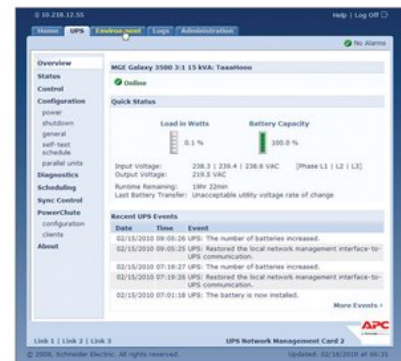 10.218.12.55
Help | Log Off
Home UPS Environment Logs Administration
No Alarms
Overview
Status
Control
Configuration
power
shutdown
general
self-test
schedule
parallel units
Diagnostics
Scheduling
Sync Control
PowerChute
configuration
clients
About
MGE Galaxy 3500 3:1 15 kVA: TaaaHooo
Online
Quick Status
Load in Watts Battery Capacity
0.1 % 100.0 %
Input Voltage: 238.3 | 239.4 | 238.6 VAC [Phase L1 | L2 | L3]
Output Voltage: 219.5 VAC
Runtime Remaining: 19hr 22min
Last Battery Transfer: Unacceptable utility voltage rate of change
Recent UPS Events
Date Time Event
02/15/2010 09:05:26 UPS: The number of batteries increased.
02/15/2010 09:05:25 UPS: Restored the local network management interface-to-
UPS communication.
02/15/2010 07:19:27 UPS: The number of batteries increased.
02/15/2010 07:19:26 UPS: Restored the local network management interface-to-
UPS communication.
02/15/2010 07:01:18 UPS: The battery is now installed.
More Events ›
APC
Link 1 | Link 2 | Link 3
UPS Network Management Card 2
© 2008, Schneider Electric. All rights reserved.
Updated: 02/18/2010 at 06:31